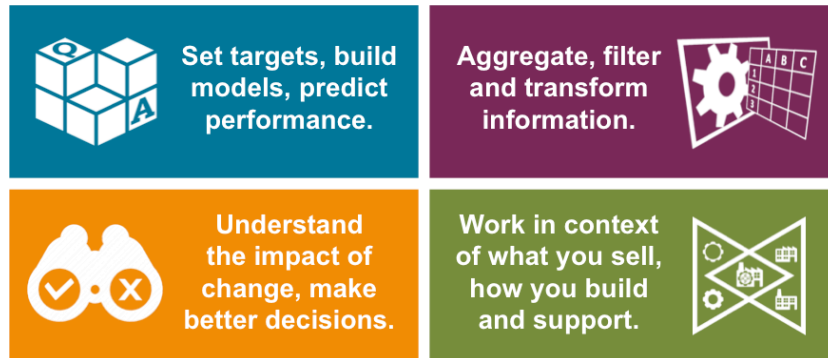 Q
A
Set targets, build
models, predict
performance.
Aggregate, filter
and transform
information.
A B C
1
2
3
Understand
the impact of
change, make
better decisions.
Work in context
of what you sell,
how you build
and support.